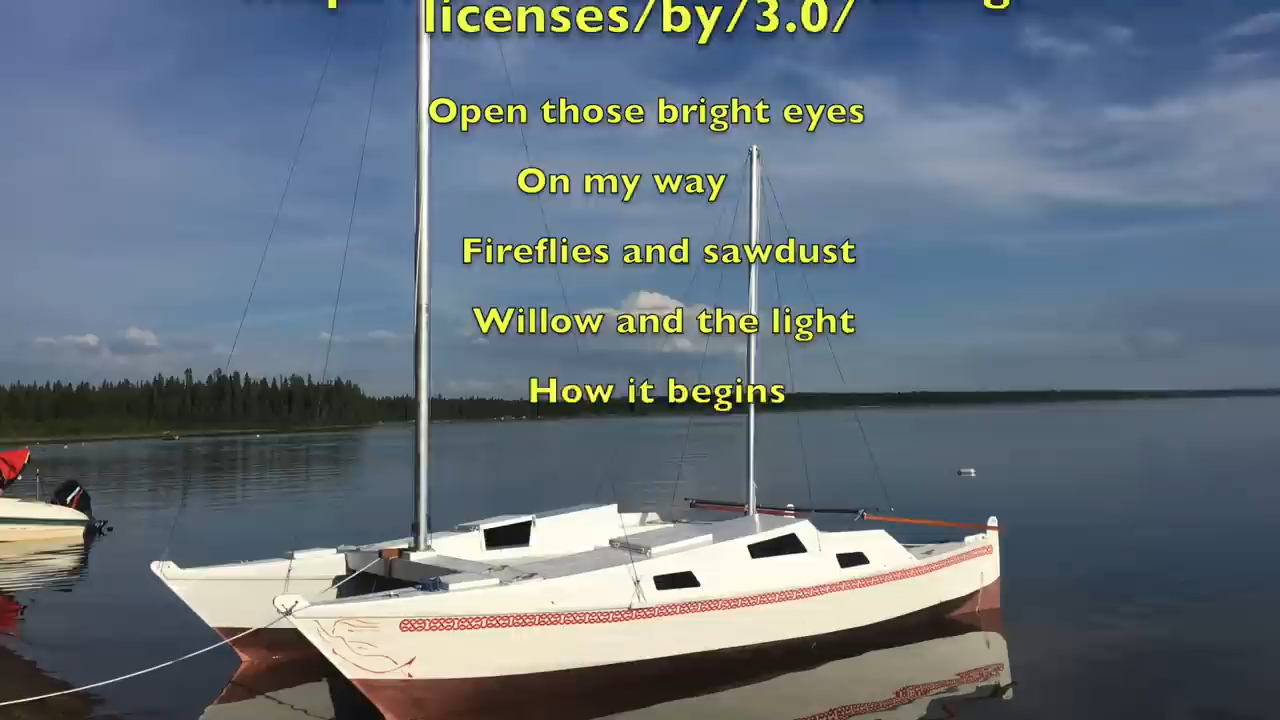 licenses/by/3.0/
Open those bright eyes
On my way
Fireflies and sawdust
Willow and the light
How it begins